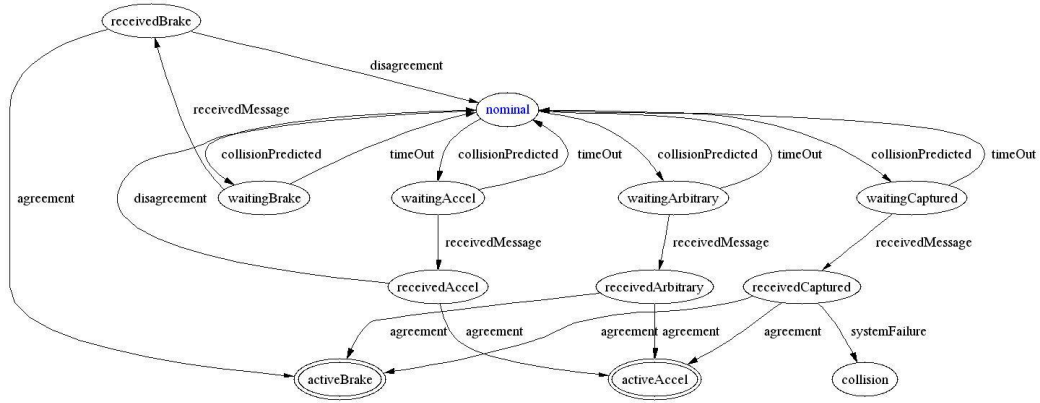 receivedBrake
disagreement
nominal
receivedMessage
collisionPredicted
timeOut
collisionPredicted
timeOut
collisionPredicted
timeOut
collisionPredicted
timeOut
agreement
disagreement
waitingBrake
waitingAccel
waitingArbitrary
waitingCaptured
receivedMessage
receivedMessage
receivedMessage
receivedAccel
receivedArbitrary
receivedCaptured
agreement
agreement
agreement
agreement
agreement
systemFailure
activeBrake
activeAccel
collision